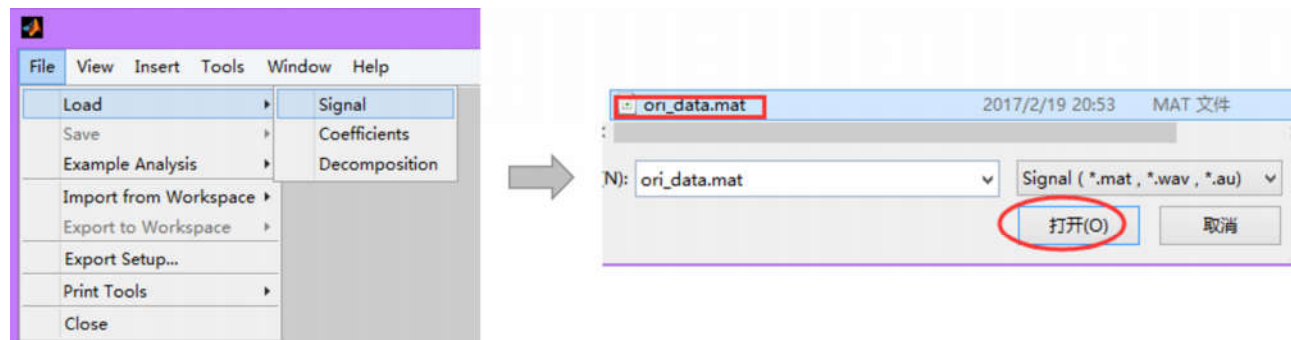 File View Insert Tools Window Help
Load
Save
Example Analysis
Import from Workspace
Export to Workspace
Export Setup...
Print Tools
Close
Signal
Coefficients
Decomposition
ori_data.mat 2017/2/19 20:53 MAT 文件
(N): ori_data.mat Signal ( *.mat , *.wav , *.au)
打开(O) 取消